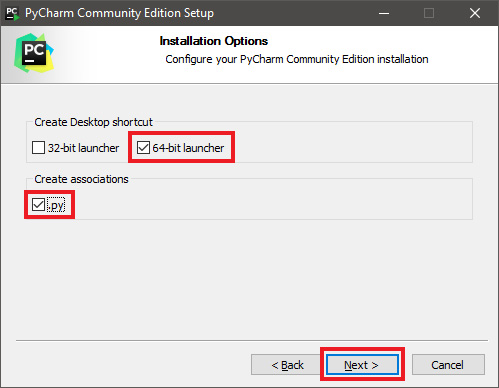 PC PyCharm Community Edition Setup
PC
Installation Options
Configure your PyCharm Community Edition installation
Create Desktop shortcut
32-bit launcher 64-bit launcher
Create associations
.py
< Back Next > Cancel